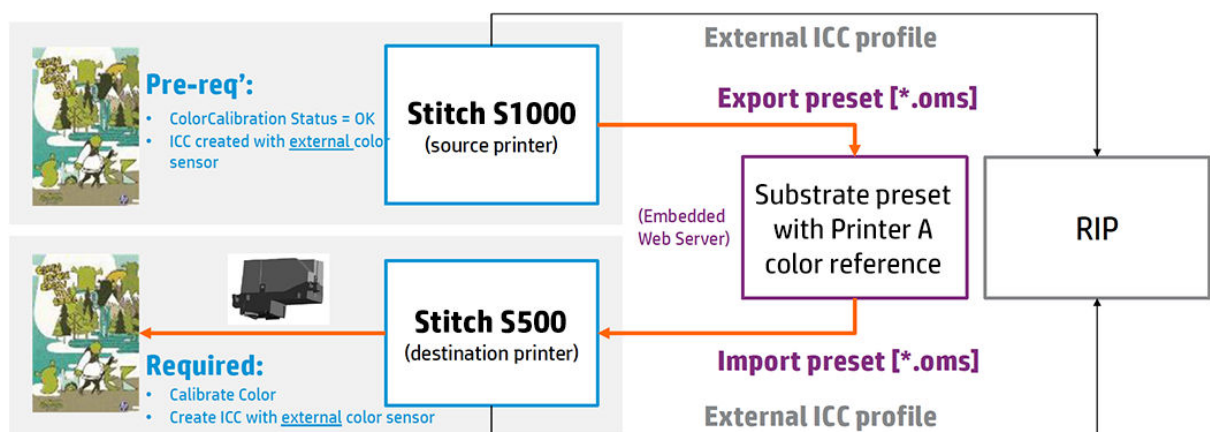 External ICC profile
Pre-req’:
• ColorCalibration Status = OK
• ICC created with external color
sensor
Stitch S1000
(source printer)
Export preset [*.oms]
(Embedded
Web Server)
Substrate preset
with Printer A
color reference
RIP
Stitch S500
(destination printer)
Required:
• Calibrate Color
• Create ICC with external color sensor
Import preset [*.oms]
External ICC profile